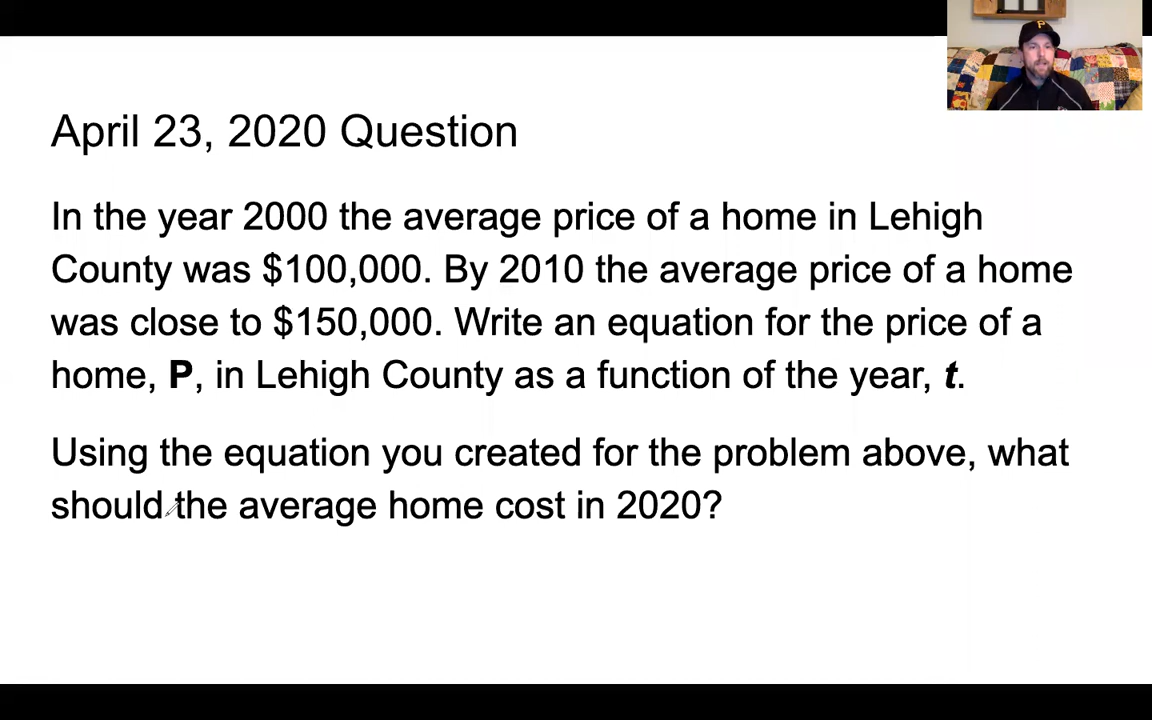 April 23, 2020 Question
In the year 2000 the average price of a home in Lehigh
County was $100,000. By 2010 the average price of a home
was close to $150,000. Write an equation for the price of a
home, P, in Lehigh County as a function of the year, t.
Using the equation you created for the problem above, what
should the average home cost in 2020?
P